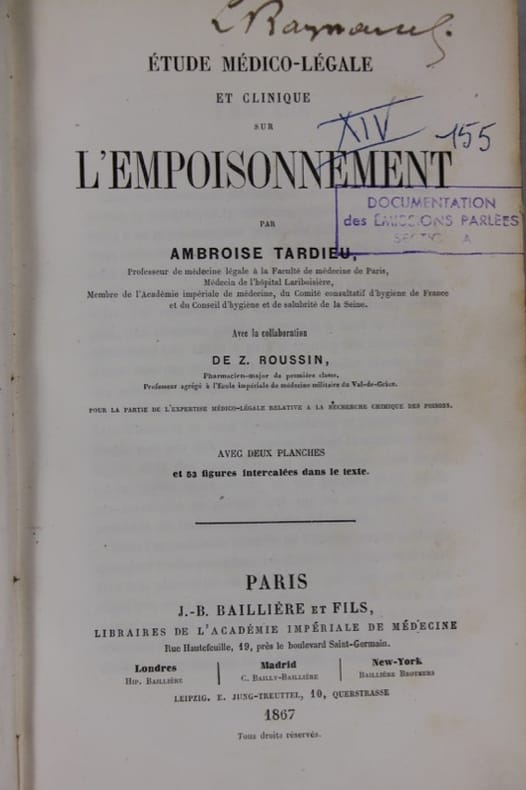 ÉTUDE MÉDICO-LÉGALE
ET CLINIQUE
SUR
XIV 155
L'EMPOISONNEMENT
DOCUMENTATION
des ÉMISSIONS PARLÉES
PAR
AMBROISE TARDIEU,
Professeur de médecine légale à la Faculté de médecine de Paris,
Médecin de l'hôpital Lariboisière,
Membre de l'Académie impériale de médecine, du Comité consultatif d'hygiène de France
et du Conseil d'hygiène et de salubrité de la Seine.
Avec la collaboration
DE Z. ROUSSIN,
Pharmacien-major de première classe,
Professeur agrégé à l'École impériale de médecine militaire du Val-de-Grâce.
POUR LA PARTIE DE L'EXPERTISE MÉDICO-LÉGALE RELATIVE A LA RECHERCHE CHIMIQUE DES POISONS.
AVEC DEUX PLANCHES
et 53 figures intercalées dans le texte.
PARIS
J.-B. BAILLIÈRE ET FILS,
LIBRAIRES DE L'ACADÉMIE IMPÉRIALE DE MÉDECINE
Rue Hautefeuille, 19, près le boulevard Saint-Germain.
Londres Madrid New-York
HIP. BAILLIÈRE C. BAILLY-BAILLIÈRE BAILLIÈRE BROTHERS
LEIPZIG, E. JUNG-TREUTTEL, 10, QUERSTRASSE
1867
Tous droits réservés.